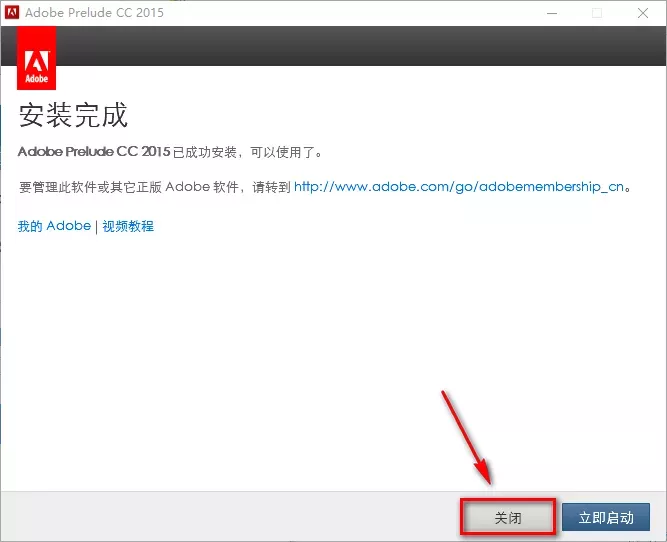 Adobe Prelude CC 2015
Adobe
安装完成
Adobe Prelude CC 2015 已成功安装，可以使用了。
要管理此软件或其它正版 Adobe 软件，请转到 http://www.adobe.com/go/adobemembership_cn。
我的 Adobe | 视频教程
关闭 立即启动